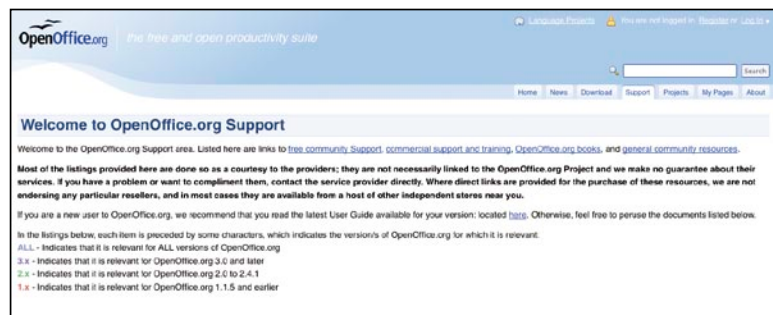 OpenOffice.org the free and open productivity suite
Language Projects You are not logged in. Register or Log In
Search
Home News Download Support Projects My Pages About
Welcome to OpenOffice.org Support
Welcome to the OpenOffice.org Support area. Listed here are links to free community Support, commercial support and training, OpenOffice.org books, and general community resources.
Most of the listings provided here are done so as a courtesy to the providers; they are not necessarily linked to the OpenOffice.org Project and we make no guarantee about their
services. If you have a problem or want to compliment them, contact the service provider directly. Where direct links are provided for the purchase of these resources, we are not
endorsing any particular resellers, and in most cases they are available from a host of other independent stores near you.
If you are a new user to OpenOffice.org, we recommend that you read the latest User Guide available for your version: located here. Otherwise, feel free to peruse the documents listed below.
In the listings below, each item is preceded by some characters, which indicates the version/s of OpenOffice.org for which it is relevant:
ALL - Indicates that it is relevant for ALL versions of OpenOffice.org
3.x - Indicates that it is relevant for OpenOffice.org 3.0 and later
2.x - Indicates that it is relevant for OpenOffice.org 2.0 to 2.4.1
1.x - Indicates that it is relevant for OpenOffice.org 1.1.5 and earlier